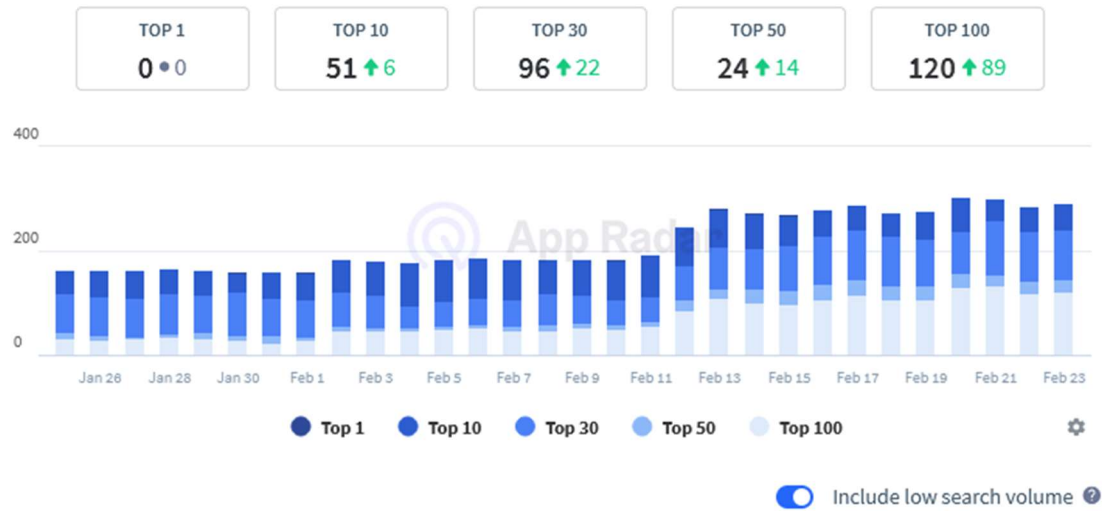 TOP 1 TOP 10 TOP 30 TOP 50 TOP 100
0 0 51 6 96 22 24 14 120 89
400
200
0
App Radar
Jan 26 Jan 28 Jan 30 Feb 1 Feb 3 Feb 5 Feb 7 Feb 9 Feb 11 Feb 13 Feb 15 Feb 17 Feb 19 Feb 21 Feb 23
Top 1 Top 10 Top 30 Top 50 Top 100
Include low search volume ?